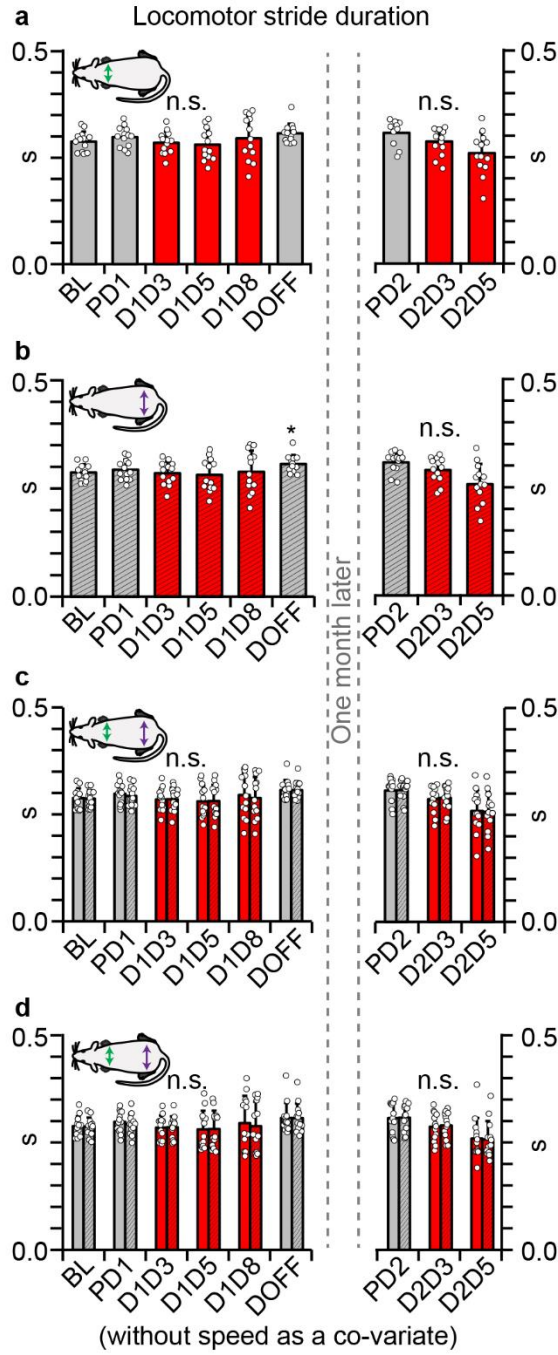 Locomotor stride duration
a
0.5 0.5
n.s. n.s.
s s
0.0 0.0
BL PD1 D1D3 D1D5 D1D8 DOFF PD2 D2D3 D2D5
b
0.5 0.5
* n.s.
s s
0.0 0.0
BL PD1 D1D3 D1D5 D1D8 DOFF PD2 D2D3 D2D5
One month later
c
0.5 0.5
n.s. n.s.
s s
0.0 0.0
BL PD1 D1D3 D1D5 D1D8 DOFF PD2 D2D3 D2D5
d
0.5 0.5
n.s. n.s.
s s
0.0 0.0
BL PD1 D1D3 D1D5 D1D8 DOFF PD2 D2D3 D2D5
(without speed as a co-variate)